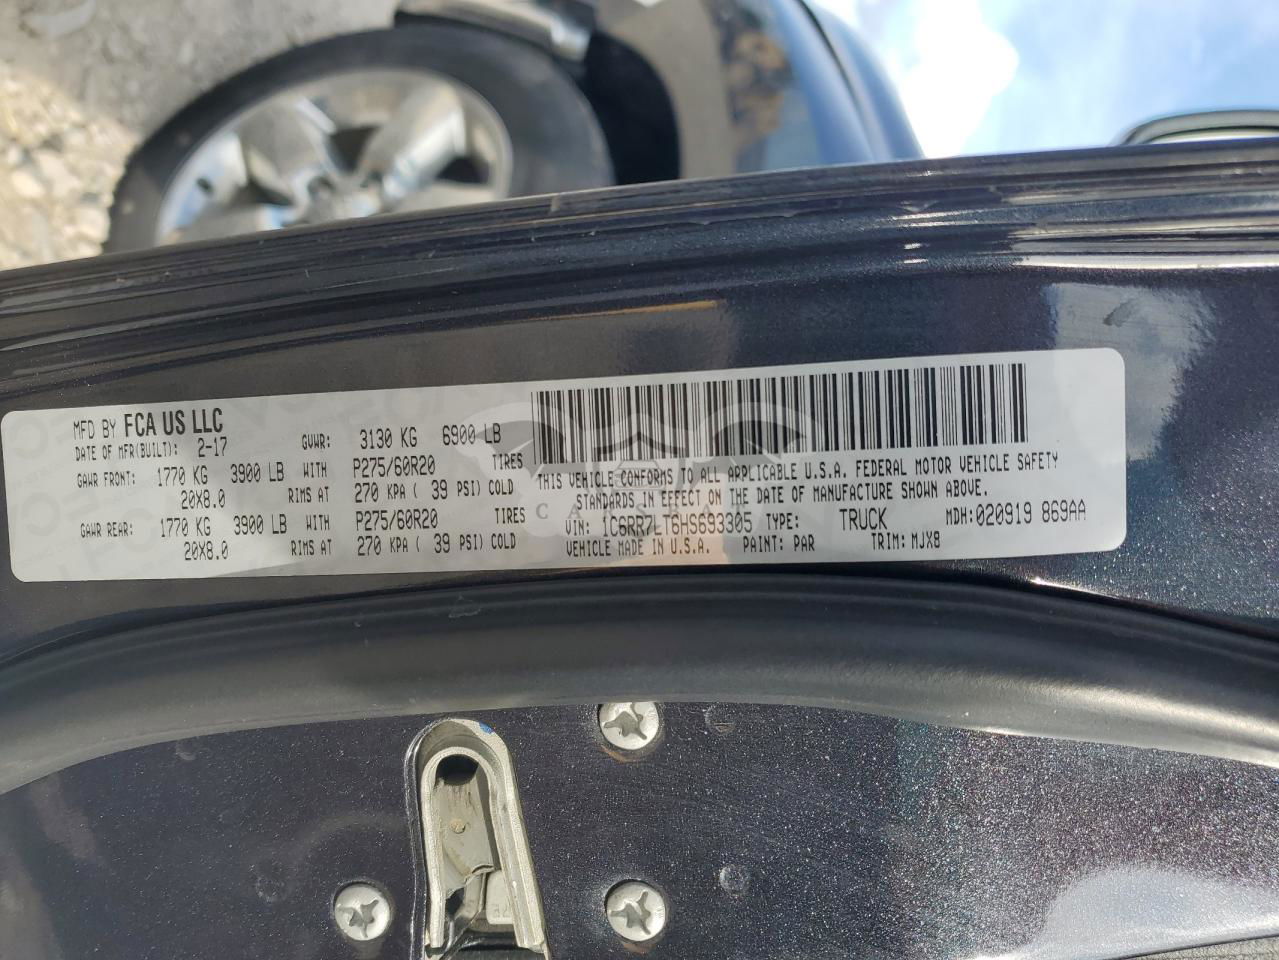 MFD BY FCA US LLC
DATE OF MFR(BUILT): 2-17 GVWR: 3130 KG 6900 LB
GAWR FRONT: 1770 KG 3900 LB WITH P275/60R20 TIRES
20X8.0 RIMS AT 270 KPA ( 39 PSI) COLD
GAWR REAR: 1770 KG 3900 LB WITH P275/60R20 TIRES
20X8.0 RIMS AT 270 KPA ( 39 PSI) COLD
THIS VEHICLE CONFORMS TO ALL APPLICABLE U.S.A. FEDERAL MOTOR VEHICLE SAFETY
STANDARDS IN EFFECT ON THE DATE OF MANUFACTURE SHOWN ABOVE.
VIN: 1C6RR7LT6HS693305 TYPE: TRUCK MDH:020919 869AA
VEHICLE MADE IN U.S.A. PAINT: PAR TRIM: MJX8